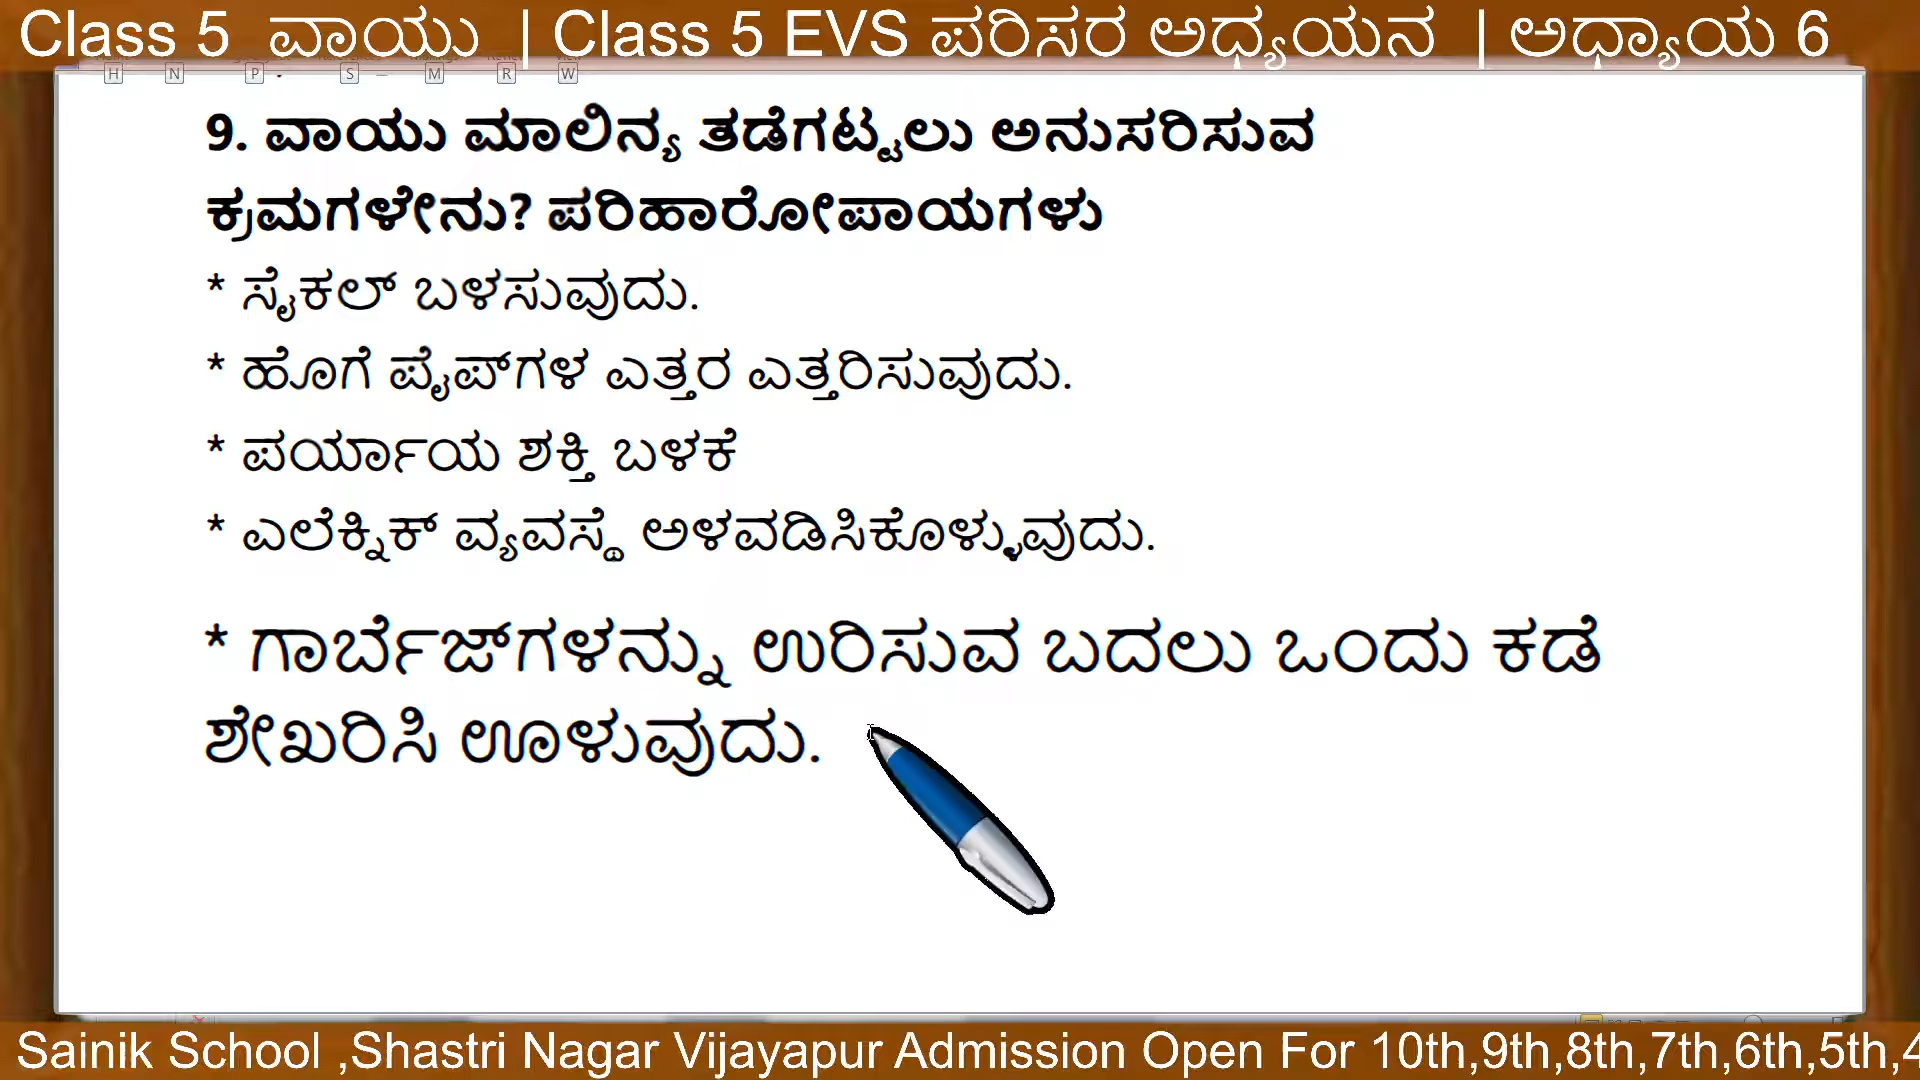 Class 5 ವಾಯು | Class 5 EVS ಪರಿಸರ ಅಧ್ಯಯನ | ಅಧ್ಯಾಯ 6
H N P S M R W
9. ವಾಯು ಮಾಲಿನ್ಯ ತಡೆಗಟ್ಟಲು ಅನುಸರಿಸುವ
ಕ್ರಮಗಳೇನು? ಪರಿಹಾರೋಪಾಯಗಳು
* ಸೈಕಲ್ ಬಳಸುವುದು.
* ಹೊಗೆ ಪೈಪ್‌ಗಳ ಎತ್ತರ ಎತ್ತರಿಸುವುದು.
* ಪರ್ಯಾಯ ಶಕ್ತಿ ಬಳಕೆ
* ಎಲೆಕ್ನಿಕ್ ವ್ಯವಸ್ಥೆ ಅಳವಡಿಸಿಕೊಳ್ಳುವುದು.
* ಗಾರ್ಬೆಜ್‌ಗಳನ್ನು ಉರಿಸುವ ಬದಲು ಒಂದು ಕಡೆ
ಶೇಖರಿಸಿ ಊಳುವುದು.
Sainik School ,Shastri Nagar Vijayapur Admission Open For 10th,9th,8th,7th,6th,5th,4